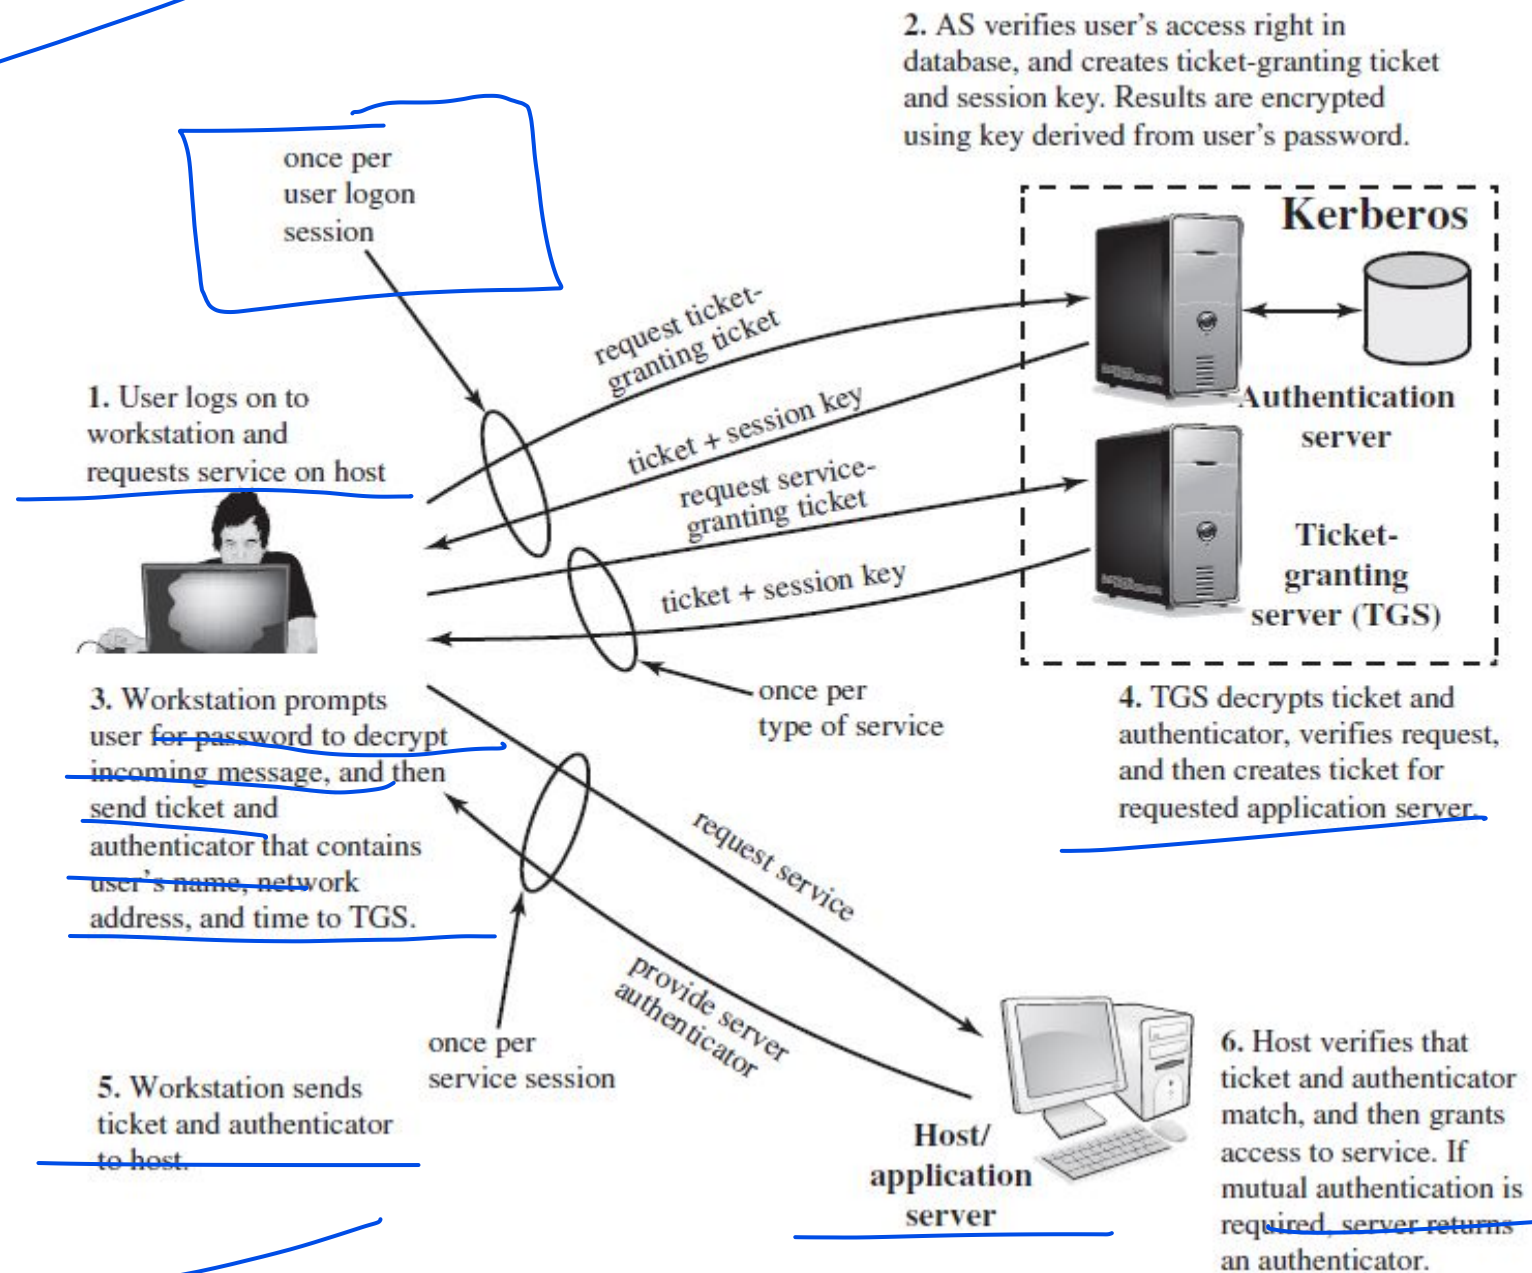 2. AS verifies user's access right in
database, and creates ticket-granting ticket
and session key. Results are encrypted
using key derived from user's password.
once per
user logon
session
Kerberos
request ticket-
granting ticket
1. User logs on to
workstation and
requests service on host
ticket + session key
Authentication
server
request service-
granting ticket
Ticket-
granting
server (TGS)
ticket + session key
once per
type of service
3. Workstation prompts
user for password to decrypt
incoming message, and then
send ticket and
authenticator that contains
user's name, network
address, and time to TGS.
4. TGS decrypts ticket and
authenticator, verifies request,
and then creates ticket for
requested application server.
request service
provide server
authenticator
once per
service session
5. Workstation sends
ticket and authenticator
to host.
Host/
application
server
6. Host verifies that
ticket and authenticator
match, and then grants
access to service. If
mutual authentication is
required, server returns
an authenticator.